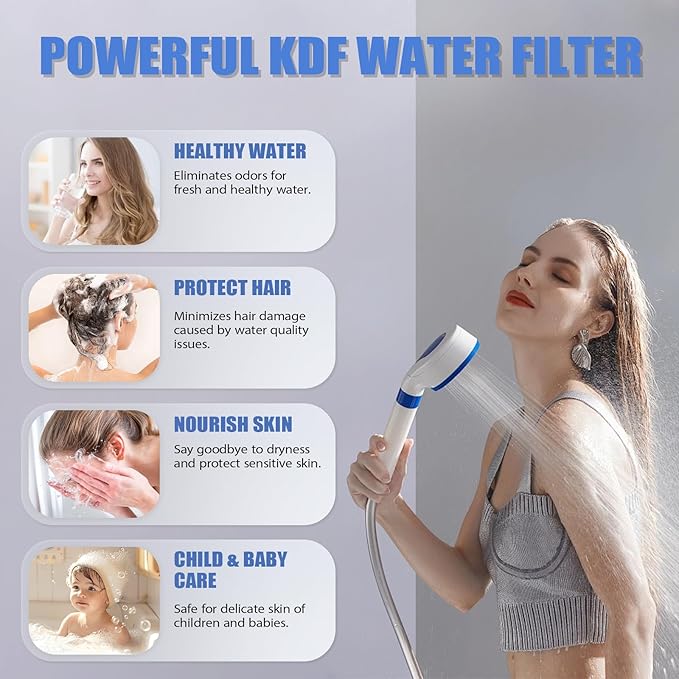 POWERFUL KDF WATER FILTER
HEALTHY WATER
Eliminates odors for
fresh and healthy water.
PROTECT HAIR
Minimizes hair damage
caused by water quality
issues.
NOURISH SKIN
Say goodbye to dryness
and protect sensitive skin.
CHILD & BABY
CARE
Safe for delicate skin of
children and babies.